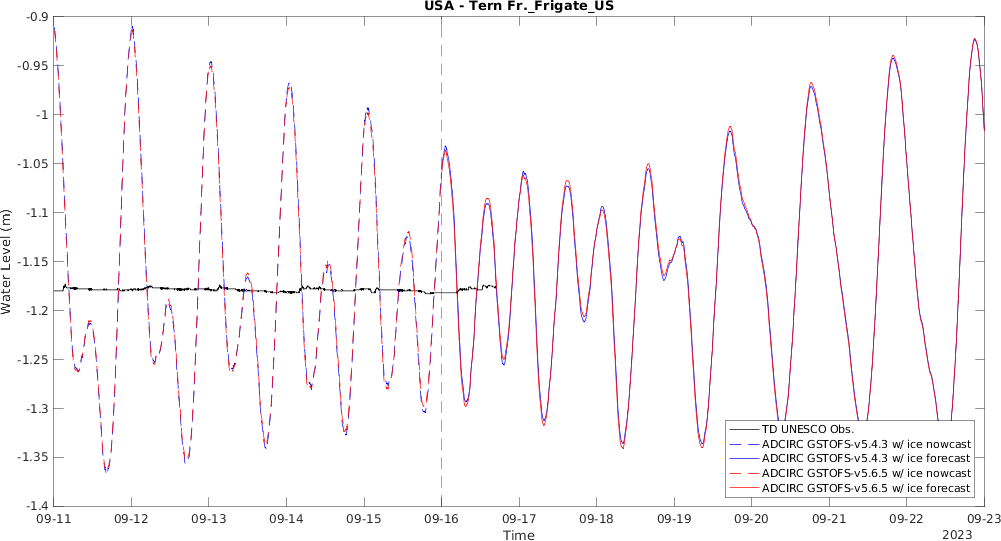 USA - Tern Fr._Frigate_US
Water Level (m)
-0.9
-0.95
-1
-1.05
-1.1
-1.15
-1.2
-1.25
-1.3
-1.35
-1.4
TD UNESCO Obs.
ADCIRC GSTOFS-v5.4.3 w/ ice nowcast
ADCIRC GSTOFS-v5.4.3 w/ ice forecast
ADCIRC GSTOFS-v5.6.5 w/ ice nowcast
ADCIRC GSTOFS-v5.6.5 w/ ice forecast
09-11 09-12 09-13 09-14 09-15 09-16 09-17 09-18 09-19 09-20 09-21 09-22 09-23
Time
2023